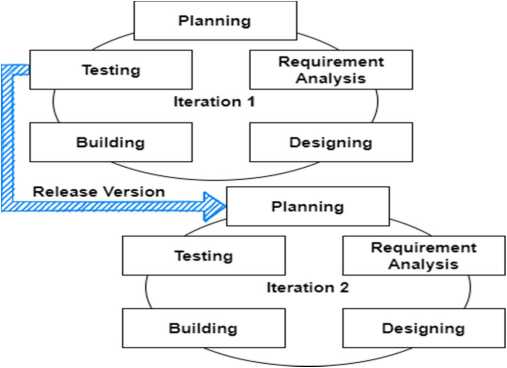 Planning
Testing
Requirement
Analysis
Iteration 1
Building
Designing
Release Version
Planning
Testing
Requirement
Analysis
Iteration 2
Building
Designing